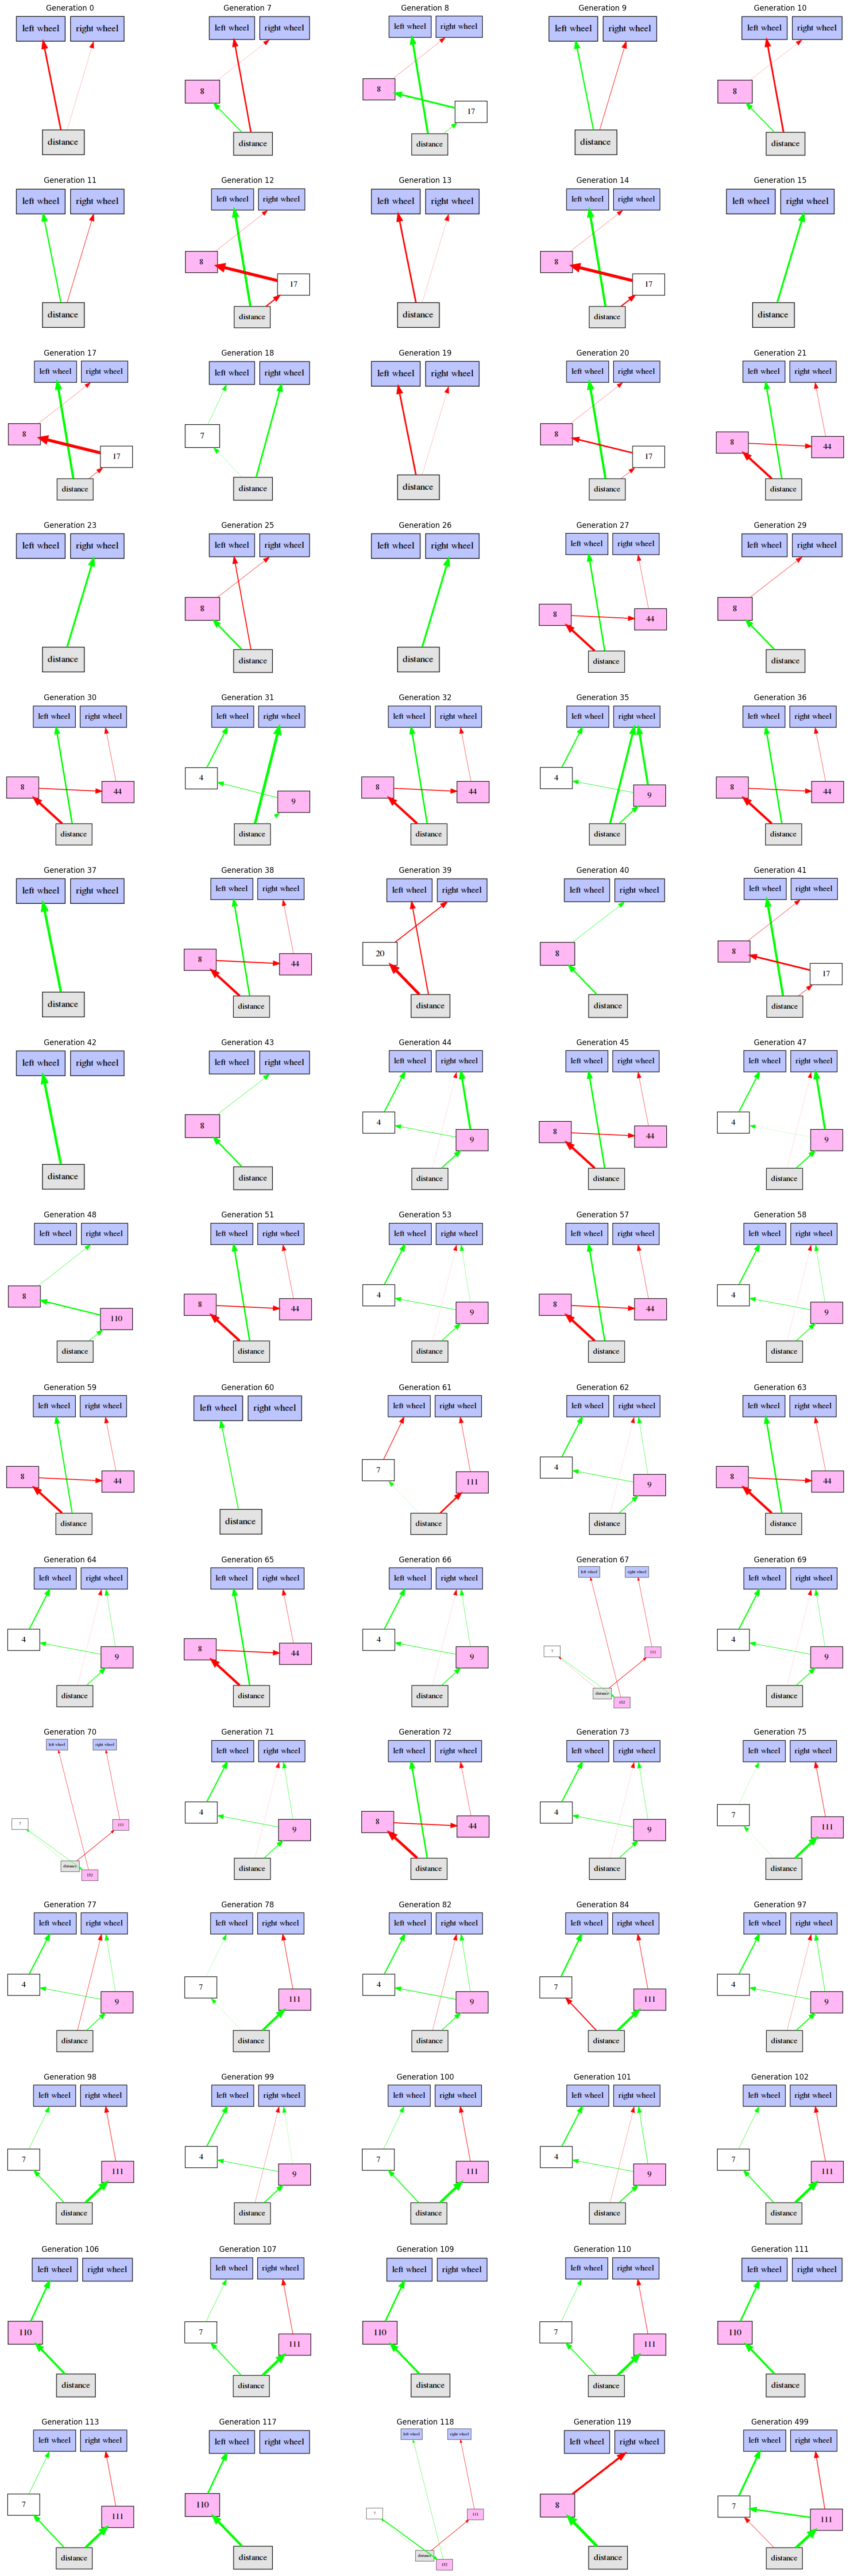 Generation 0
left wheel right wheel
distance
Generation 7
left wheel right wheel
8
distance
Generation 8
left wheel right wheel
8
17
distance
Generation 9
left wheel right wheel
distance
Generation 10
left wheel right wheel
8
distance
Generation 11
left wheel right wheel
distance
Generation 12
left wheel right wheel
8
17
distance
Generation 13
left wheel right wheel
distance
Generation 14
left wheel right wheel
8
17
distance
Generation 15
left wheel right wheel
distance
Generation 17
left wheel right wheel
8
17
distance
Generation 18
left wheel right wheel
7
distance
Generation 19
left wheel right wheel
distance
Generation 20
left wheel right wheel
8
17
distance
Generation 21
left wheel right wheel
8
44
distance
Generation 23
left wheel right wheel
distance
Generation 25
left wheel right wheel
8
distance
Generation 26
left wheel right wheel
distance
Generation 27
left wheel right wheel
8
44
distance
Generation 29
left wheel right wheel
8
distance
Generation 30
left wheel right wheel
8
44
distance
Generation 31
left wheel right wheel
4
9
distance
Generation 32
left wheel right wheel
8
44
distance
Generation 35
left wheel right wheel
4
9
distance
Generation 36
left wheel right wheel
8
44
distance
Generation 37
left wheel right wheel
distance
Generation 38
left wheel right wheel
8
44
distance
Generation 39
left wheel right wheel
20
distance
Generation 40
left wheel right wheel
8
distance
Generation 41
left wheel right wheel
8
17
distance
Generation 42
left wheel right wheel
distance
Generation 43
left wheel right wheel
8
distance
Generation 44
left wheel right wheel
4
9
distance
Generation 45
left wheel right wheel
8
44
distance
Generation 47
left wheel right wheel
4
9
distance
Generation 48
left wheel right wheel
8
110
distance
Generation 51
left wheel right wheel
8
44
distance
Generation 53
left wheel right wheel
4
9
distance
Generation 57
left wheel right wheel
8
44
distance
Generation 58
left wheel right wheel
4
9
distance
Generation 59
left wheel right wheel
8
44
distance
Generation 60
left wheel right wheel
distance
Generation 61
left wheel right wheel
7
111
distance
Generation 62
left wheel right wheel
4
9
distance
Generation 63
left wheel right wheel
8
44
distance
Generation 64
left wheel right wheel
4
9
distance
Generation 65
left wheel right wheel
8
44
distance
Generation 66
left wheel right wheel
4
9
distance
Generation 67
left wheel right wheel
distance
Generation 69
left wheel right wheel
4
9
distance
Generation 70
left wheel right wheel
distance
Generation 71
left wheel right wheel
4
9
distance
Generation 72
left wheel right wheel
8
44
distance
Generation 73
left wheel right wheel
4
9
distance
Generation 75
left wheel right wheel
7
111
distance
Generation 77
left wheel right wheel
4
9
distance
Generation 78
left wheel right wheel
7
111
distance
Generation 82
left wheel right wheel
4
9
distance
Generation 84
left wheel right wheel
7
111
distance
Generation 97
left wheel right wheel
4
9
distance
Generation 98
left wheel right wheel
7
111
distance
Generation 99
left wheel right wheel
4
9
distance
Generation 100
left wheel right wheel
7
111
distance
Generation 101
left wheel right wheel
4
9
distance
Generation 102
left wheel right wheel
7
111
distance
Generation 106
left wheel right wheel
110
distance
Generation 107
left wheel right wheel
7
111
distance
Generation 109
left wheel right wheel
110
distance
Generation 110
left wheel right wheel
7
111
distance
Generation 111
left wheel right wheel
110
distance
Generation 113
left wheel right wheel
7
111
distance
Generation 117
left wheel right wheel
110
distance
Generation 118
left wheel right wheel
distance
Generation 119
left wheel right wheel
8
distance
Generation 499
left wheel right wheel
7
111
distance